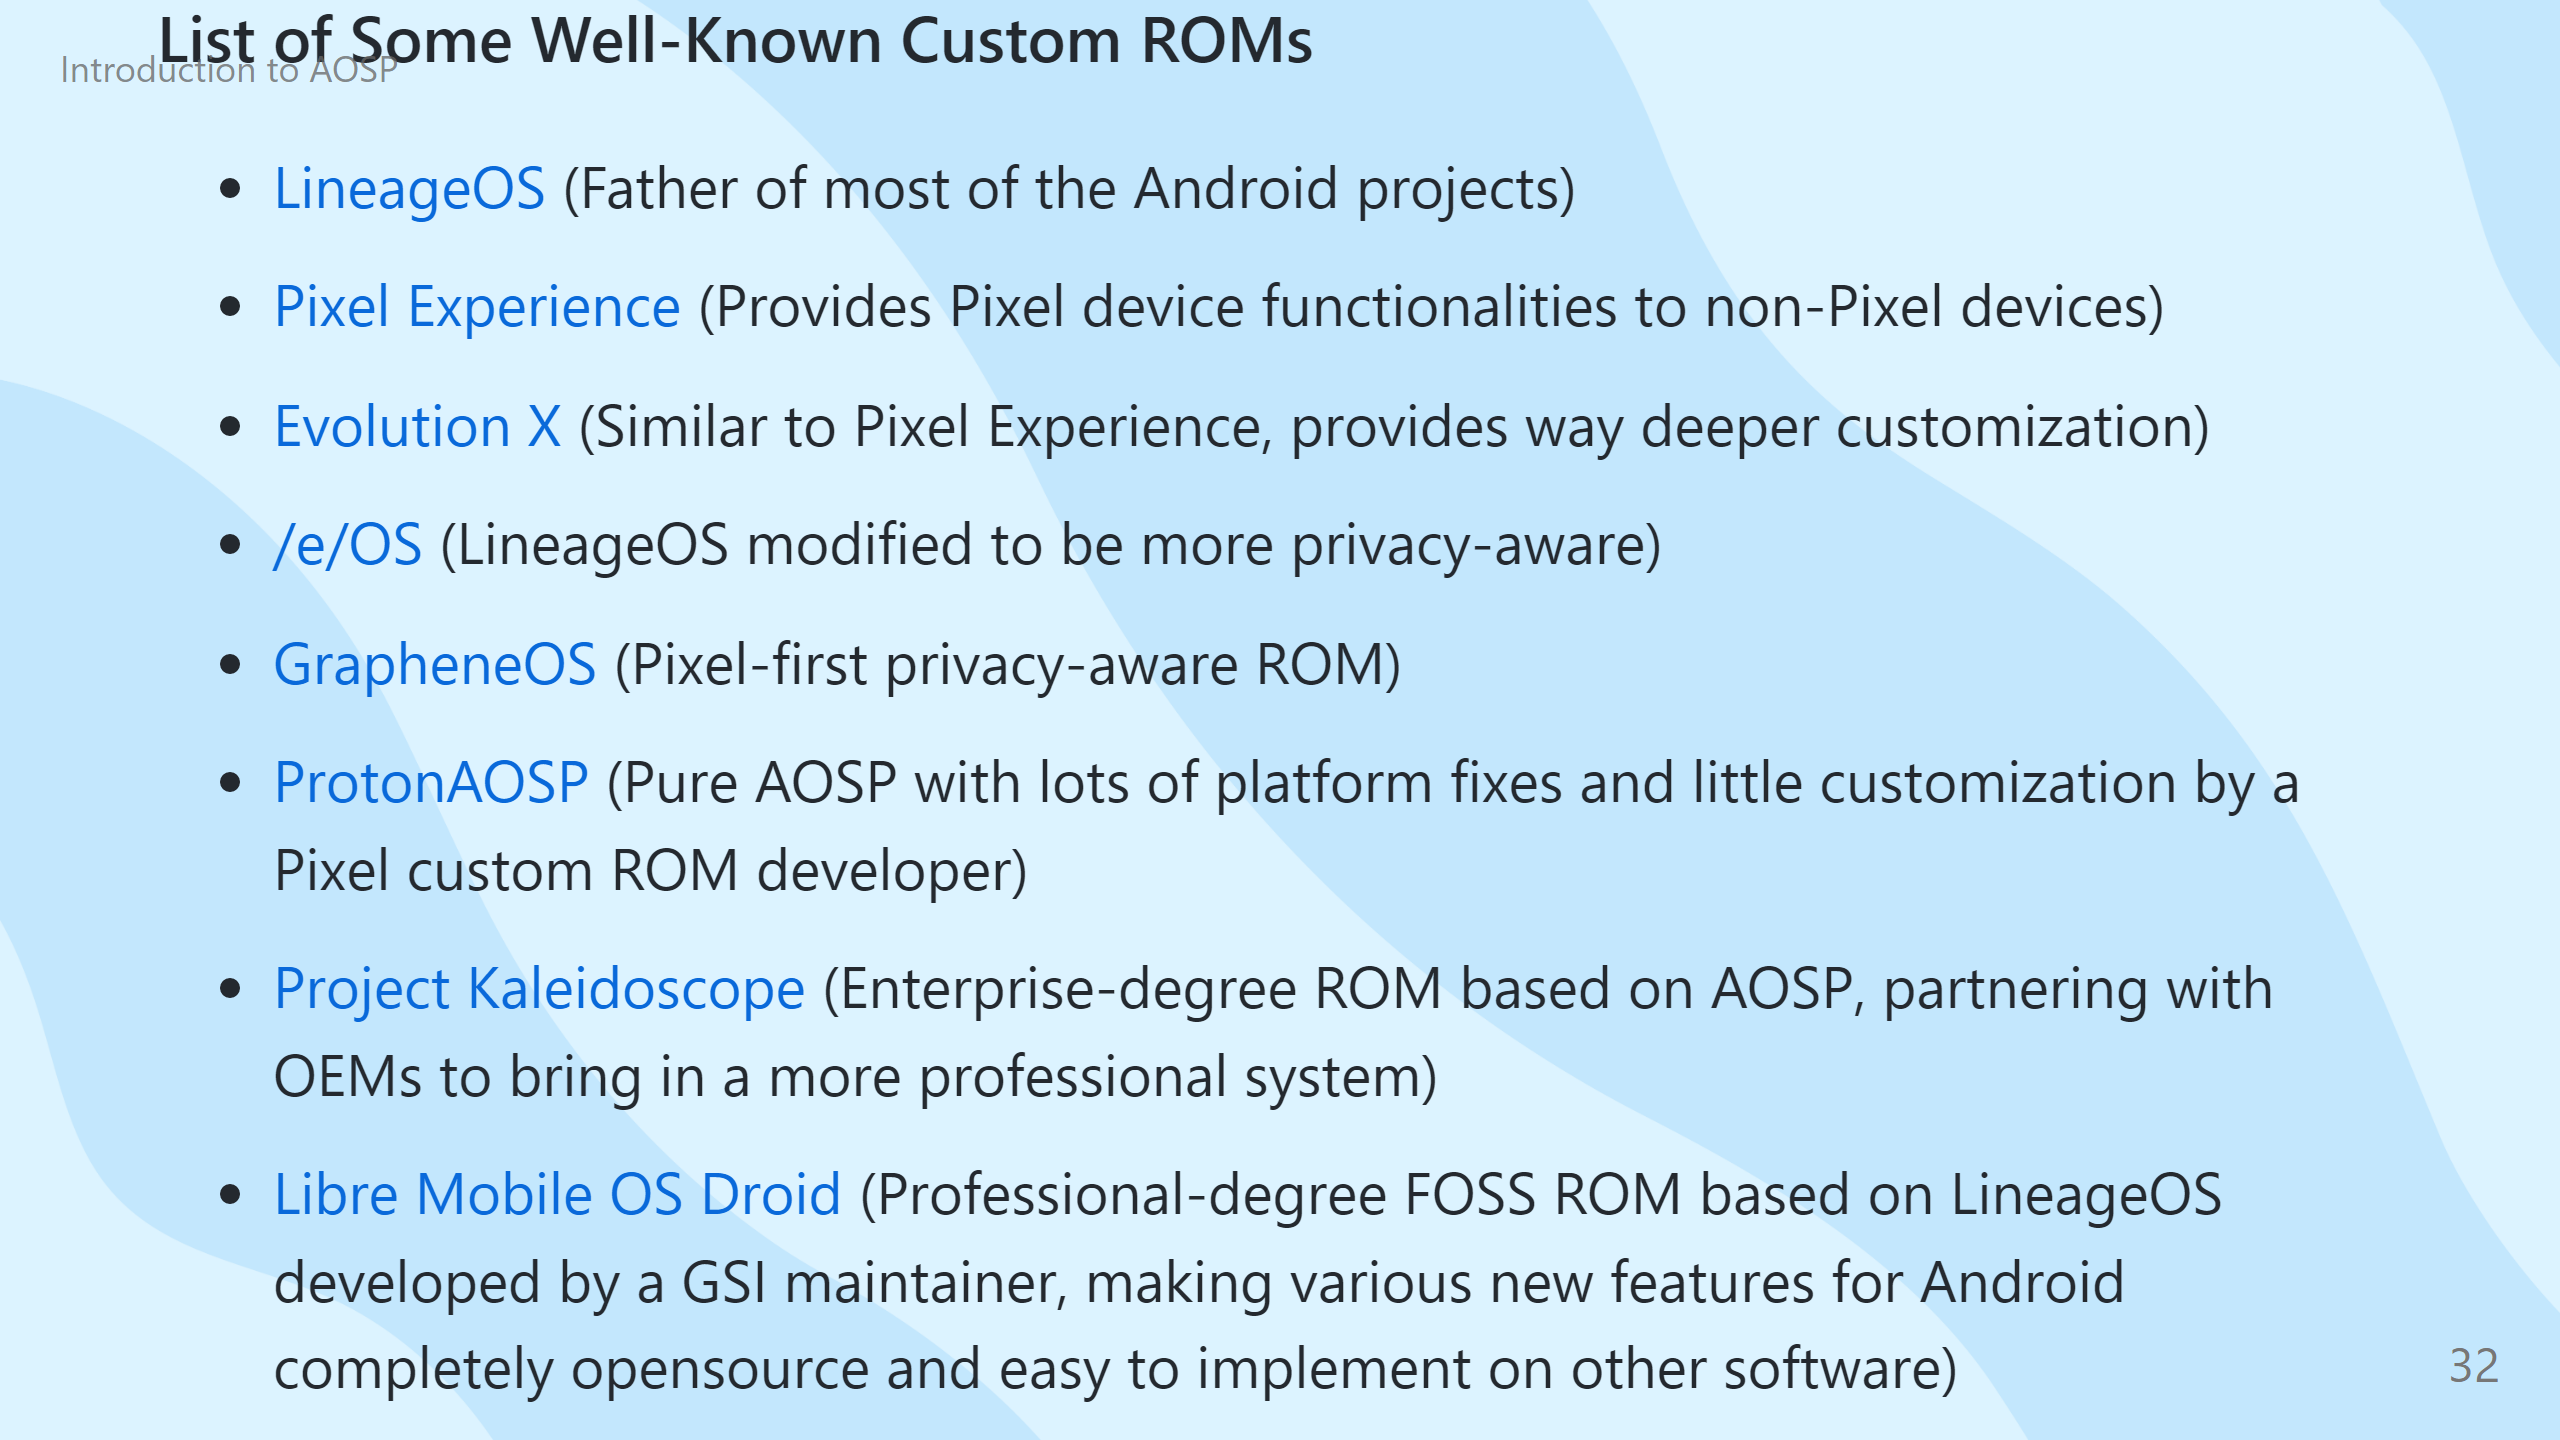 List of Some Well-Known Custom ROMs
Introduction to AOSP
• LineageOS (Father of most of the Android projects)
• Pixel Experience (Provides Pixel device functionalities to non-Pixel devices)
• Evolution X (Similar to Pixel Experience, provides way deeper customization)
• /e/OS (LineageOS modified to be more privacy-aware)
• GrapheneOS (Pixel-first privacy-aware ROM)
• ProtonAOSP (Pure AOSP with lots of platform fixes and little customization by a
Pixel custom ROM developer)
• Project Kaleidoscope (Enterprise-degree ROM based on AOSP, partnering with
OEMs to bring in a more professional system)
• Libre Mobile OS Droid (Professional-degree FOSS ROM based on LineageOS
developed by a GSI maintainer, making various new features for Android
completely opensource and easy to implement on other software)
32